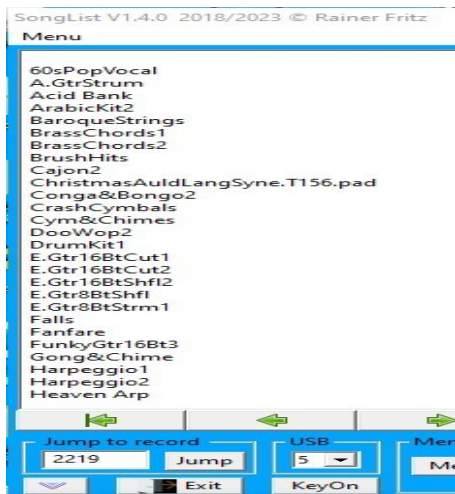 SongList V1.4.0 2018/2023 © Rainer Fritz
Menu
60sPopVocal
A.GtrStrum
Acid Bank
ArabicKit2
BaroqueStrings
BrassChords1
BrassChords2
BrushHits
Cajon2
ChristmasAuldLangSyne.T156.pad
Conga&Bongo2
CrashCymbals
Cym&Chimes
DooWop2
DrumKit1
E.Gtr16BtCut1
E.Gtr16BtCut2
E.Gtr16BtShfl2
E.Gtr8BtShfl
E.Gtr8BtStrm1
Falls
Fanfare
FunkyGtr16Bt3
Gong&Chime
Harpeggio1
Harpeggio2
Heaven Arp
Jump to record USB
2219 Jump 5
Exit KeyOn